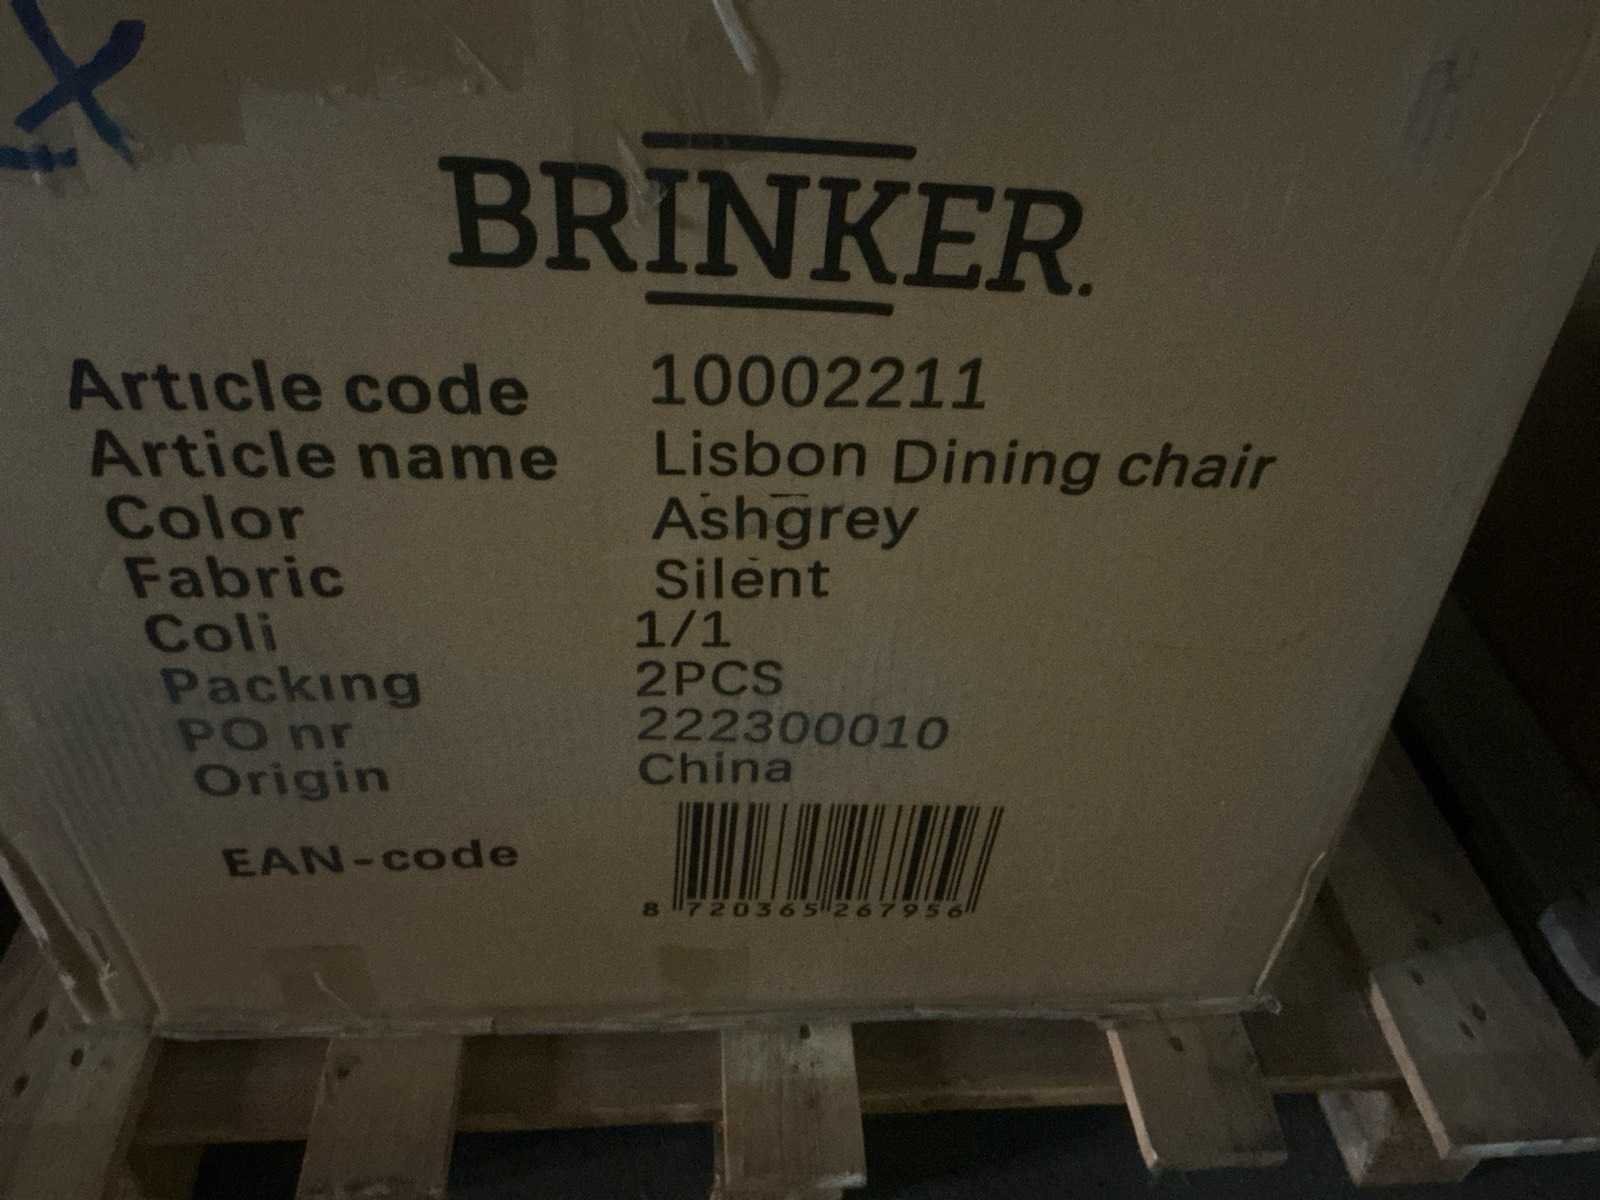 X
BRINKER.
Article code 10002211
Article name Lisbon Dining chair
Color Ashgrey
Fabric Silent
Coli 1/1
Packing 2PCS
PO nr 222300010
Origin China
EAN-code
8 720365 267956